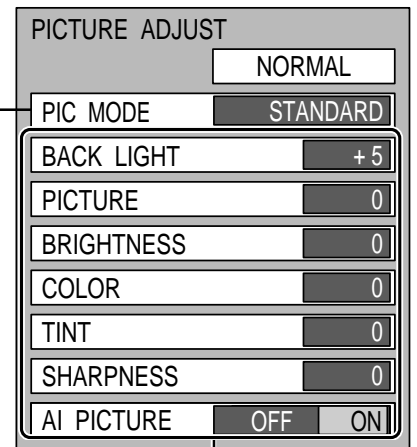 PICTURE ADJUST
NORMAL
PIC MODE STANDARD
BACK LIGHT +5
PICTURE 0
BRIGHTNESS 0
COLOR 0
TINT 0
SHARPNESS 0
AI PICTURE OFF ON